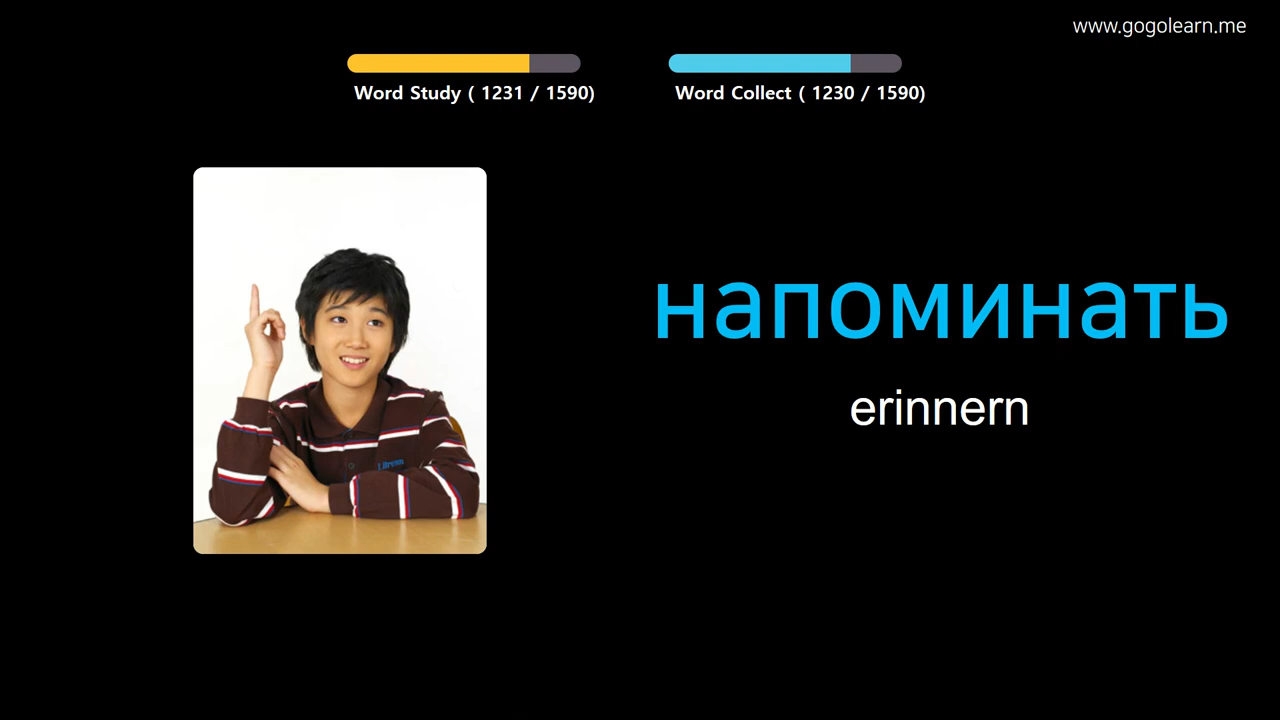 www.gogolearn.me
Word Study ( 1231 / 1590)
Word Collect ( 1230 / 1590)
напоминать
erinnern